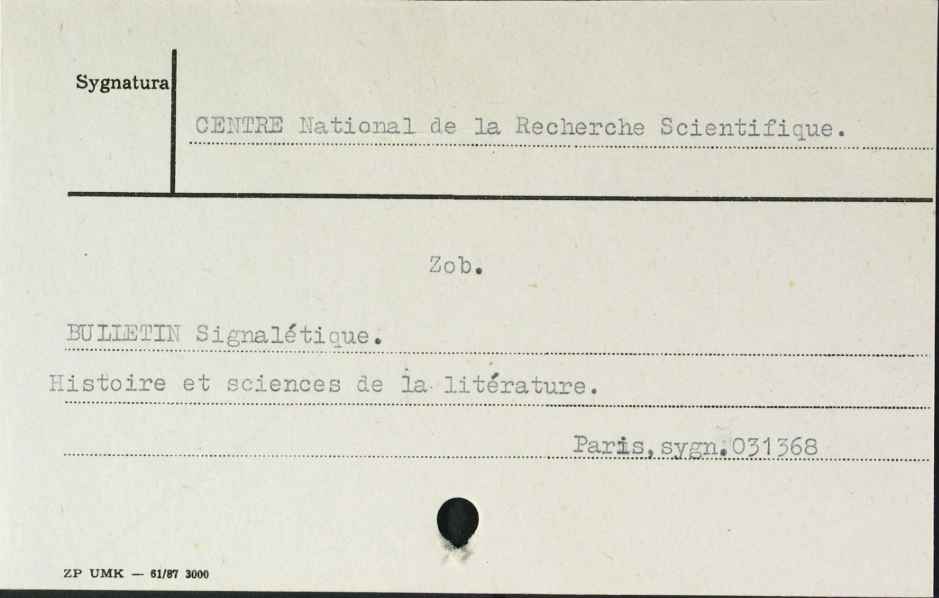 Sygnatura
CENTRE National de la Recherche Scientifique.
Zob.
BULLETIN Signalétique.
Histoire et sciences de la litérature.
Paris,sygn.031368
ZP UMK — 61/87 3000